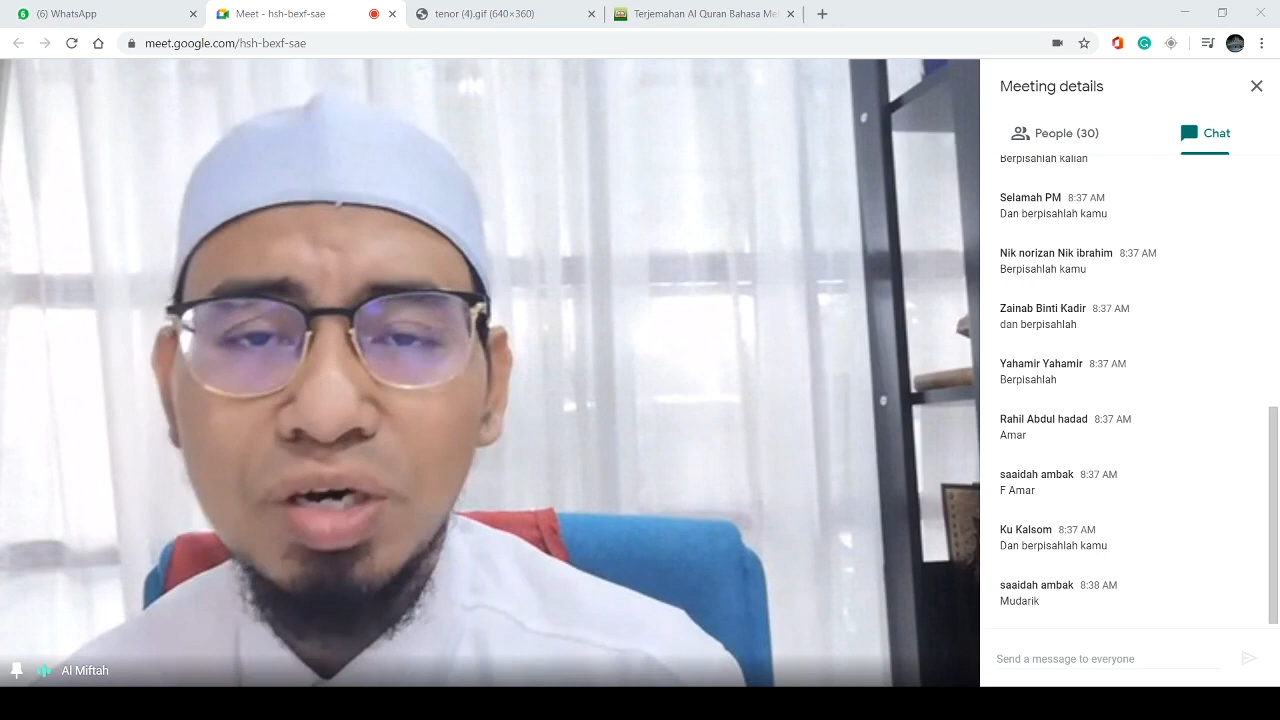 6
(6) WhatsApp
Meet - hsh-bexf-sae
tenor (4).gif (640×360)
Terjemahan Al Quran Bahasa Mel
meet.google.com/hsh-bexf-sae
Meeting details
People (30)
Chat
Berpisahlah kalian
Selamah PM 8:37 AM
Dan berpisahlah kamu
Nik norizan Nik ibrahim 8:37 AM
Berpisahlah kamu
Zainab Binti Kadir 8:37 AM
dan berpisahlah
Yahamir Yahamir 8:37 AM
Berpisahlah
Rahil Abdul hadad 8:37 AM
Amar
saaidah ambak 8:37 AM
F Amar
Ku Kalsom 8:37 AM
Dan berpisahlah kamu
saaidah ambak 8:38 AM
Mudarik
Send a message to everyone
Al Miftah